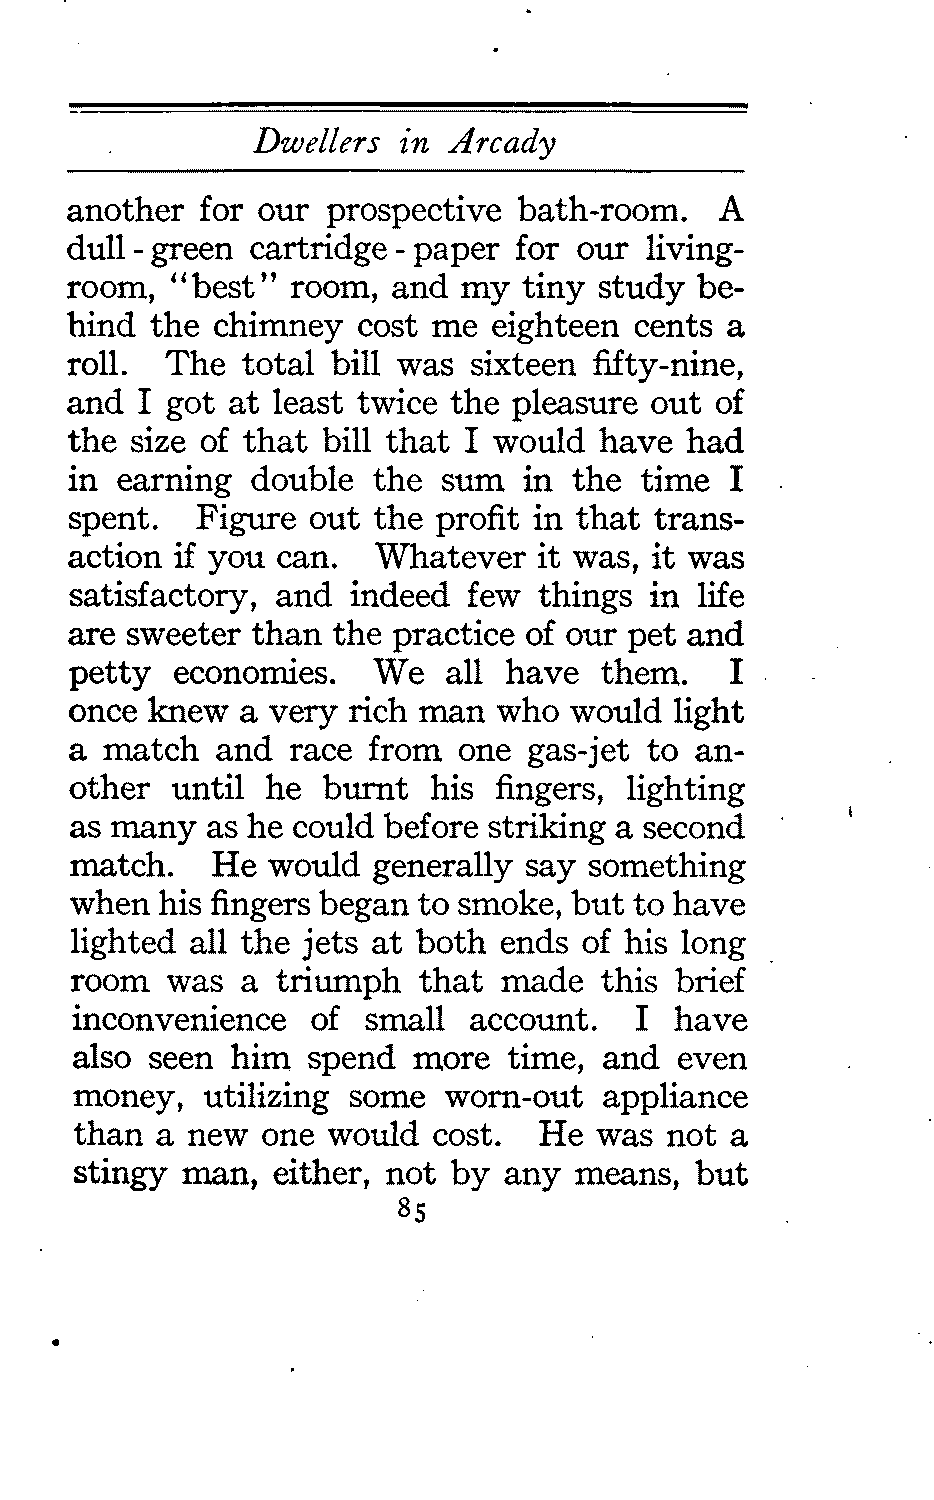 Dwellers in Arcady
another for our prospective bath-room. A
dull-green cartridge-paper for our living-
room, "best" room, and my tiny study be-
hind the chimney cost me eighteen cents a
roll. The total bill was sixteen fifty-nine,
and I got at least twice the pleasure out of
the size of that bill that I would have had
in earning double the sum in the time I
spent. Figure out the profit in that trans-
action if you can. Whatever it was, it was
satisfactory, and indeed few things in life
are sweeter than the practice of our pet and
petty economies. We all have them. I
once knew a very rich man who would light
a match and race from one gas-jet to an-
other until he burnt his fingers, lighting
as many as he could before striking a second
match. He would generally say something
when his fingers began to smoke, but to have
lighted all the jets at both ends of his long
room was a triumph that made this brief
inconvenience of small account. I have
also seen him spend more time, and even
money, utilizing some worn-out appliance
than a new one would cost. He was not a
stingy man, either, not by any means, but
85